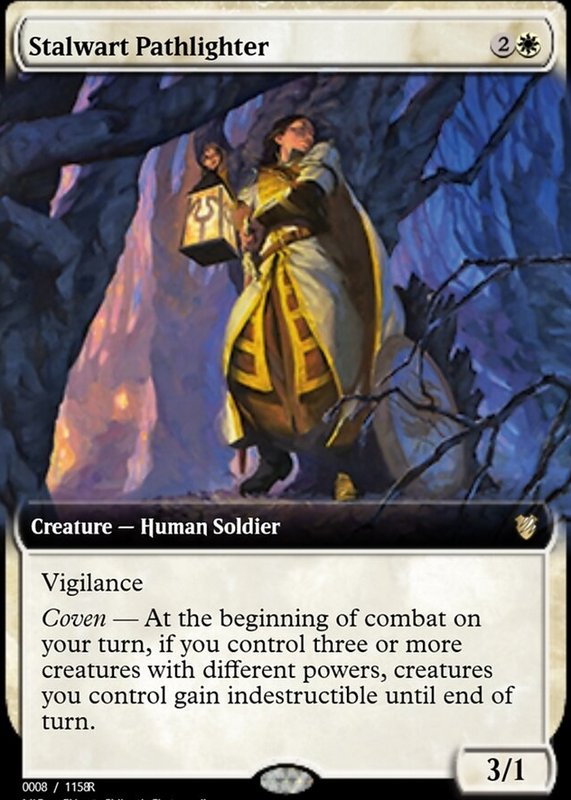 Stalwart Pathlighter 2
Creature — Human Soldier
Vigilance
Coven — At the beginning of combat on
your turn, if you control three or more
creatures with different powers, creatures
you control gain indestructible until end of
turn.
3/1
0008 / 1158R